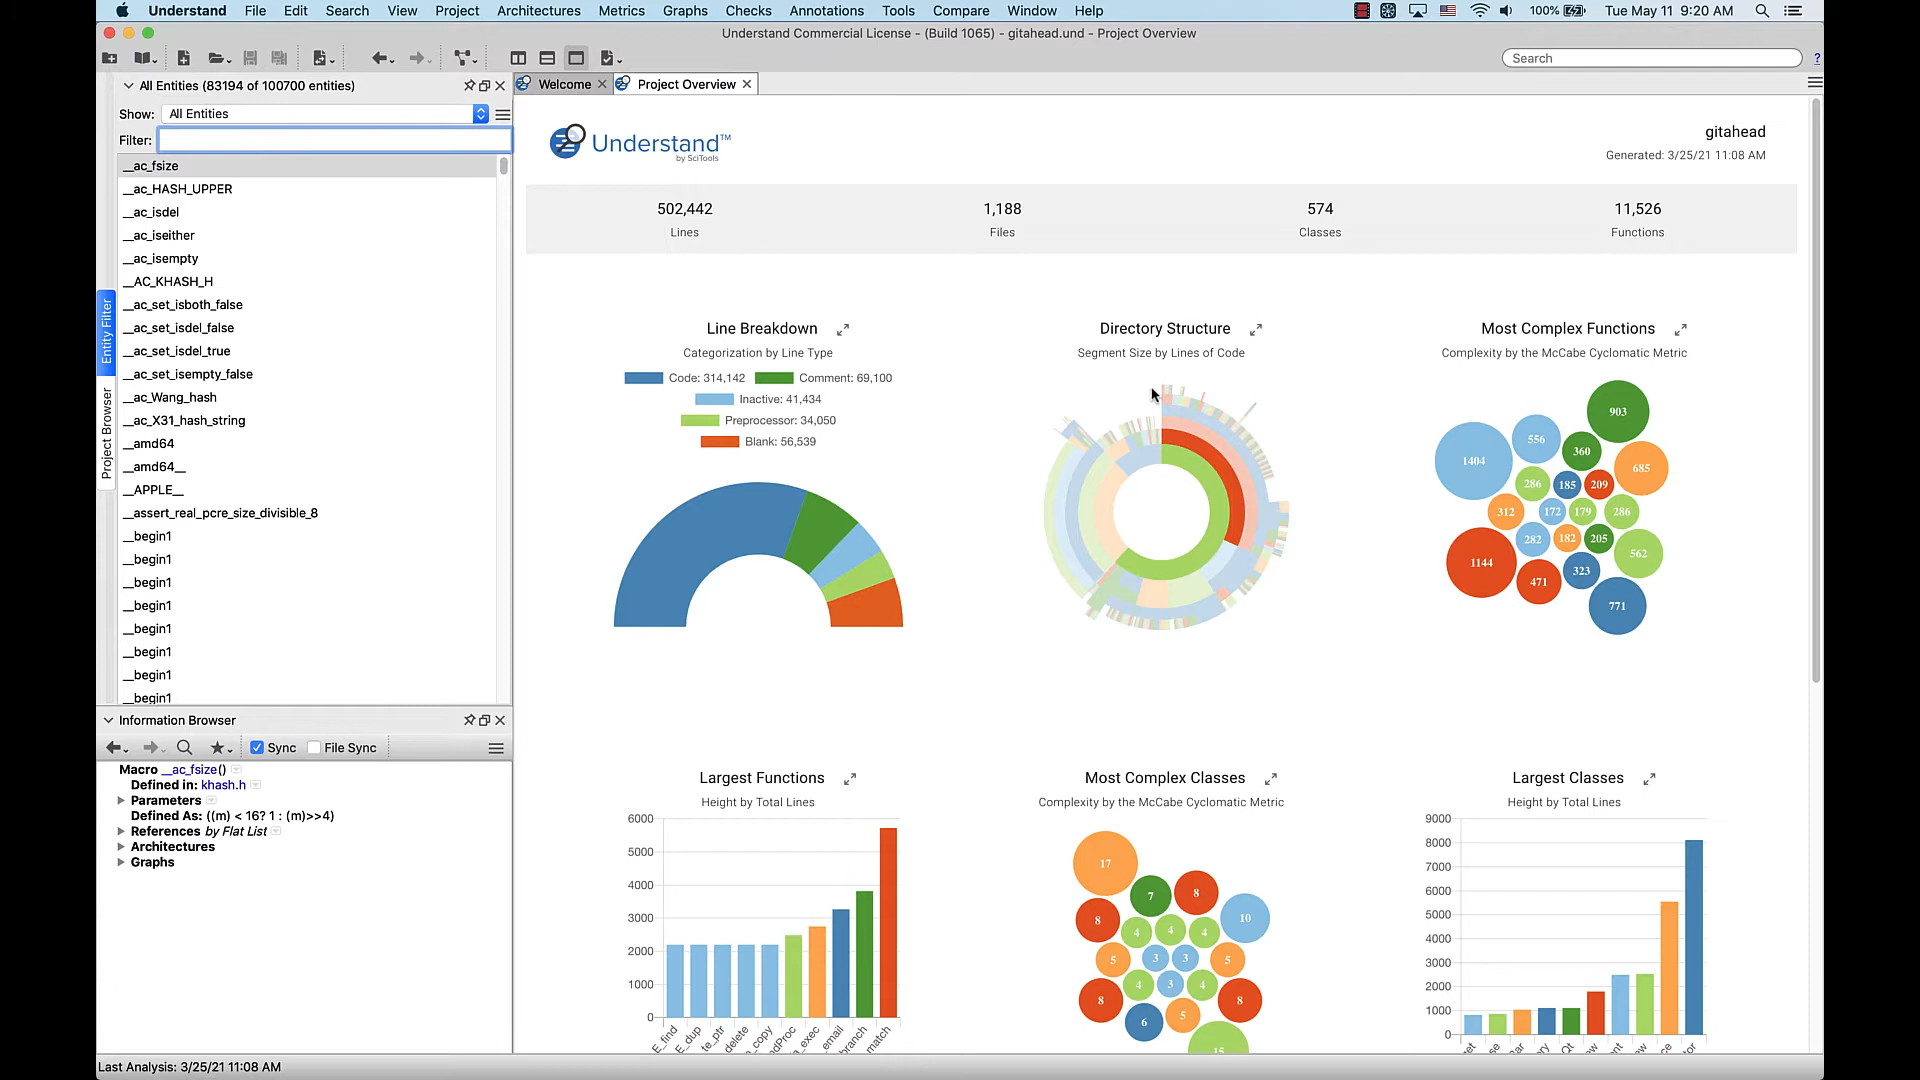 Understand File Edit Search View Project Architectures Metrics Graphs Checks Annotations Tools Compare Window Help 100% Tue May 11 9:20 AM
Understand Commercial License - (Build 1065) - gitahead.und - Project Overview
Search ?
All Entities (83194 of 100700 entities)
Show: All Entities
Filter:
__ac_fsize
__ac_HASH_UPPER
__ac_isdel
__ac_iseither
__ac_isempty
__AC_KHASH_H
__ac_set_isboth_false
__ac_set_isdel_false
__ac_set_isdel_true
__ac_set_isempty_false
__ac_Wang_hash
__ac_X31_hash_string
__amd64
__amd64__
__APPLE__
__assert_real_pcre_size_divisible_8
__begin1
__begin1
__begin1
__begin1
__begin1
__begin1
__begin1
__begin1
Entity Filter
Project Browser
Information Browser
Sync File Sync
Macro __ac_fsize()
Defined in: khash.h
Parameters
Defined As: ((m) < 16? 1 : (m)>>4)
References by Flat List
Architectures
Graphs
Welcome Project Overview
Understand™
by SciTools
gitahead
Generated: 3/25/21 11:08 AM
502,442 1,188 574 11,526
Lines Files Classes Functions
Line Breakdown
Categorization by Line Type
Code: 314,142 Comment: 69,100
Inactive: 41,434
Preprocessor: 34,050
Blank: 56,539
Directory Structure
Segment Size by Lines of Code
Most Complex Functions
Complexity by the McCabe Cyclomatic Metric
903
556
360
1404
685
286
185
209
312
172
179
286
282
182
205
562
1144
471
323
771
Largest Functions
Height by Total Lines
6000
5000
4000
3000
2000
1000
0
E_find
E_dup
te_ptr
delete
_copy
ndProc
_exec
_email
branch
match
Most Complex Classes
Complexity by the McCabe Cyclomatic Metric
17
7
8
10
8
4
4
4
5
3
3
5
4
3
4
8
8
6
5
15
Largest Classes
Height by Total Lines
9000
8000
7000
6000
5000
4000
3000
2000
1000
0
Last Analysis: 3/25/21 11:08 AM